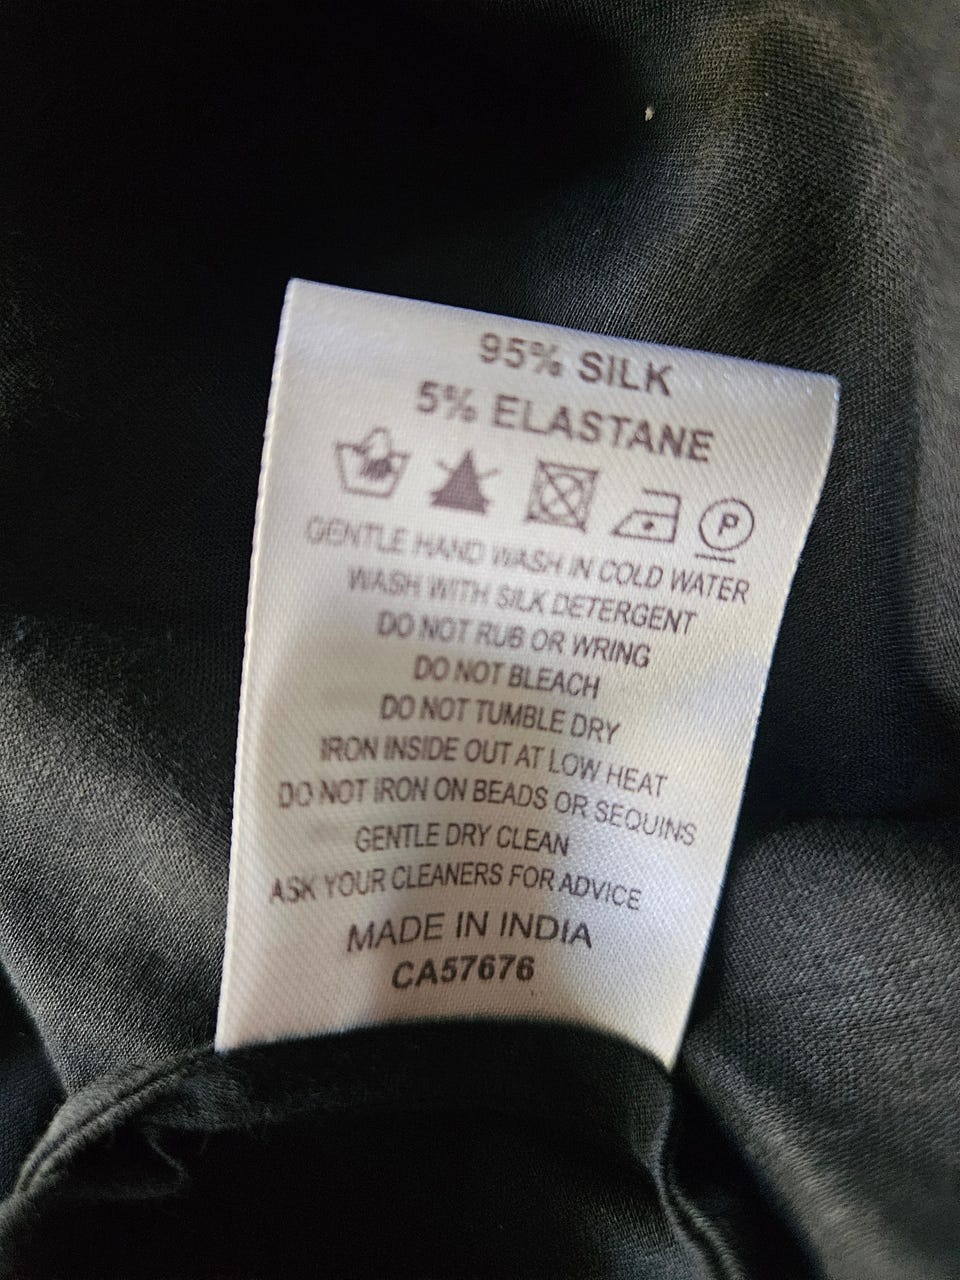 95% SILK
5% ELASTANE
P
GENTLE HAND WASH IN COLD WATER
WASH WITH SILK DETERGENT
DO NOT RUB OR WRING
DO NOT BLEACH
DO NOT TUMBLE DRY
IRON INSIDE OUT AT LOW HEAT
DO NOT IRON ON BEADS OR SEQUINS
GENTLE DRY CLEAN
ASK YOUR CLEANERS FOR ADVICE
MADE IN INDIA
CA57676